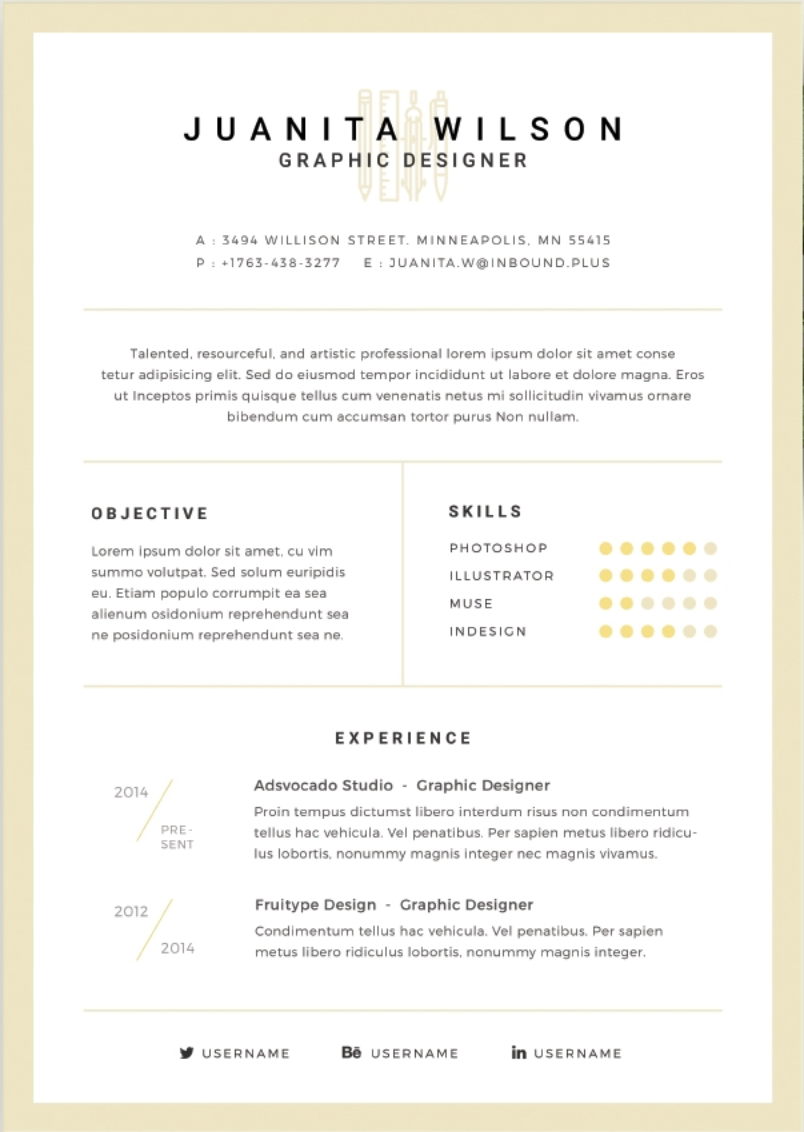 JUANITA WILSON
GRAPHIC DESIGNER
A : 3494 WILLISON STREET. MINNEAPOLIS, MN 55415
P : +1763-438-3277 E : JUANITA.W@INBOUND.PLUS
Talented, resourceful, and artistic professional lorem ipsum dolor sit amet conse
tetur adipisicing elit. Sed do eiusmod tempor incididunt ut labore et dolore magna. Eros
ut Inceptos primis quisque tellus cum venenatis netus mi sollicitudin vivamus ornare
bibendum cum accumsan tortor purus Non nullam.
OBJECTIVE
Lorem ipsum dolor sit amet, cu vim
summo volutpat. Sed solum euripidis
eu. Etiam populo corrumpit ea sea
alienum osidonium reprehendunt sea
ne posidonium reprehendunt sea ne.
SKILLS
PHOTOSHOP
ILLUSTRATOR
MUSE
INDESIGN
EXPERIENCE
2014
PRE-
SENT
Adsvocado Studio - Graphic Designer
Proin tempus dictumst libero interdum risus non condimentum
tellus hac vehicula. Vel penatibus. Per sapien metus libero ridicu-
lus lobortis, nonummy magnis integer nec magnis vivamus.
2012
2014
Fruitype Design - Graphic Designer
Condimentum tellus hac vehicula. Vel penatibus. Per sapien
metus libero ridiculus lobortis, nonummy magnis integer.
USERNAME Bē USERNAME in USERNAME